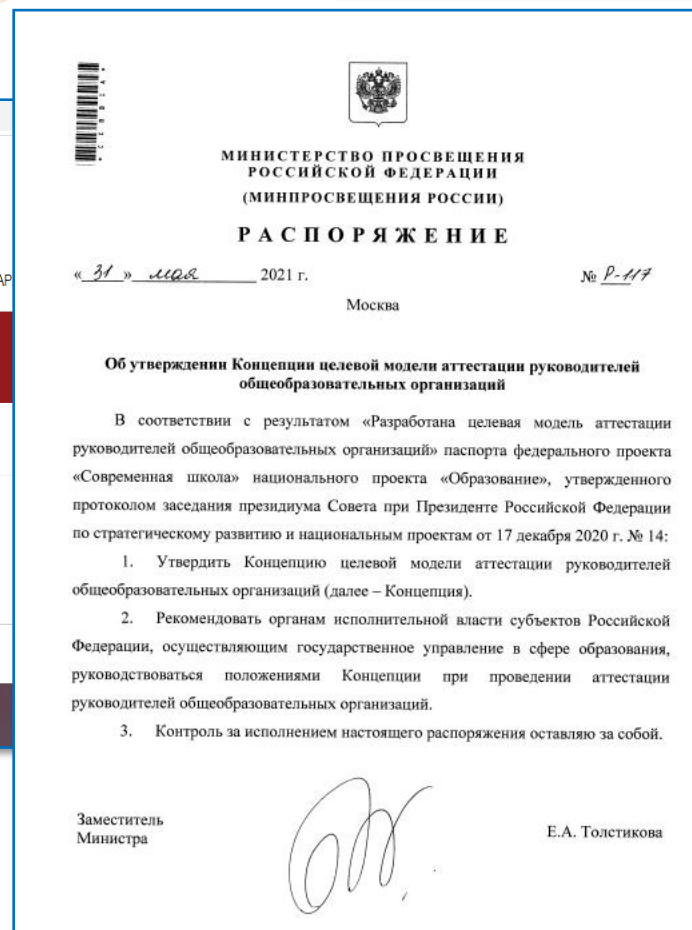 МИНИСТЕРСТВО ПРОСВЕЩЕНИЯ
РОССИЙСКОЙ ФЕДЕРАЦИИ
(МИНПРОСВЕЩЕНИЯ РОССИИ)
РАСПОРЯЖЕНИЕ
« 31 » мая 2021 г. № Р-117
Москва
Об утверждении Концепции целевой модели аттестации руководителей
общеобразовательных организаций
В соответствии с результатом «Разработана целевая модель аттестации
руководителей общеобразовательных организаций» паспорта федерального проекта
«Современная школа» национального проекта «Образование», утвержденного
протоколом заседания президиума Совета при Президенте Российской Федерации
по стратегическому развитию и национальным проектам от 17 декабря 2020 г. № 14:
1. Утвердить Концепцию целевой модели аттестации руководителей
общеобразовательных организаций (далее – Концепция).
2. Рекомендовать органам исполнительной власти субъектов Российской
Федерации, осуществляющим государственное управление в сфере образования,
руководствоваться положениями Концепции при проведении аттестации
руководителей общеобразовательных организаций.
3. Контроль за исполнением настоящего распоряжения оставляю за собой.
Заместитель
Министра
Е.А. Толстикова